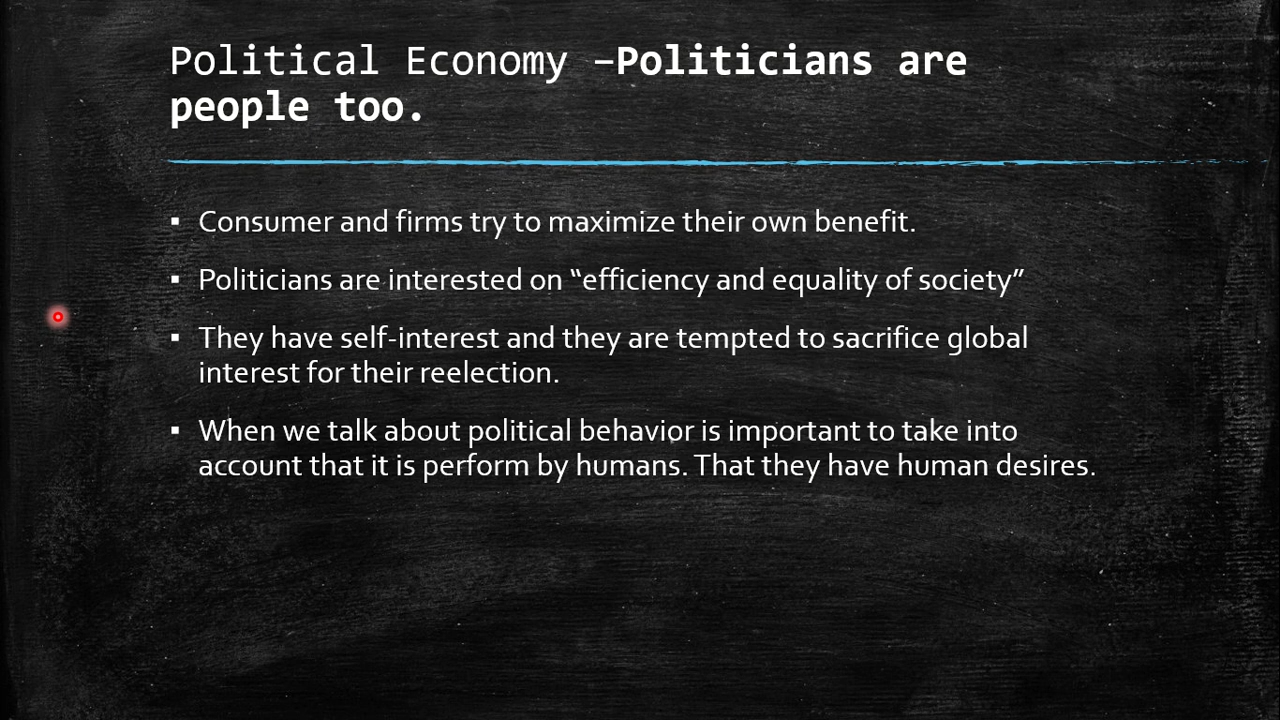 Political Economy –Politicians are
people too.
▪ Consumer and firms try to maximize their own benefit.
▪ Politicians are interested on “efficiency and equality of society”
▪ They have self-interest and they are tempted to sacrifice global
interest for their reelection.
▪ When we talk about political behavior is important to take into
account that it is perform by humans. That they have human desires.